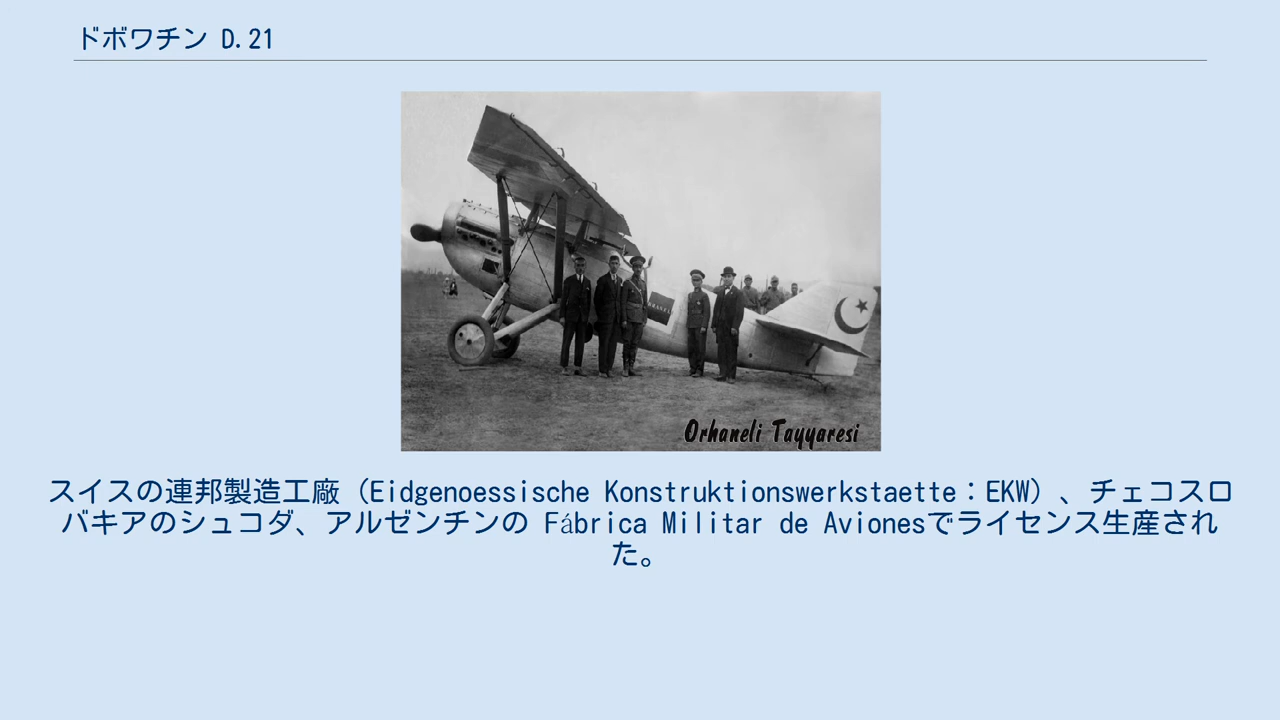 ドボワチン D.21
Orhaneli Tayyaresi
スイスの連邦製造工廠（Eidgenoessische Konstruktionswerkstaette：EKW）、チェコスロ
バキアのシュコダ、アルゼンチンの Fábrica Militar de Avionesでライセンス生産され
た。